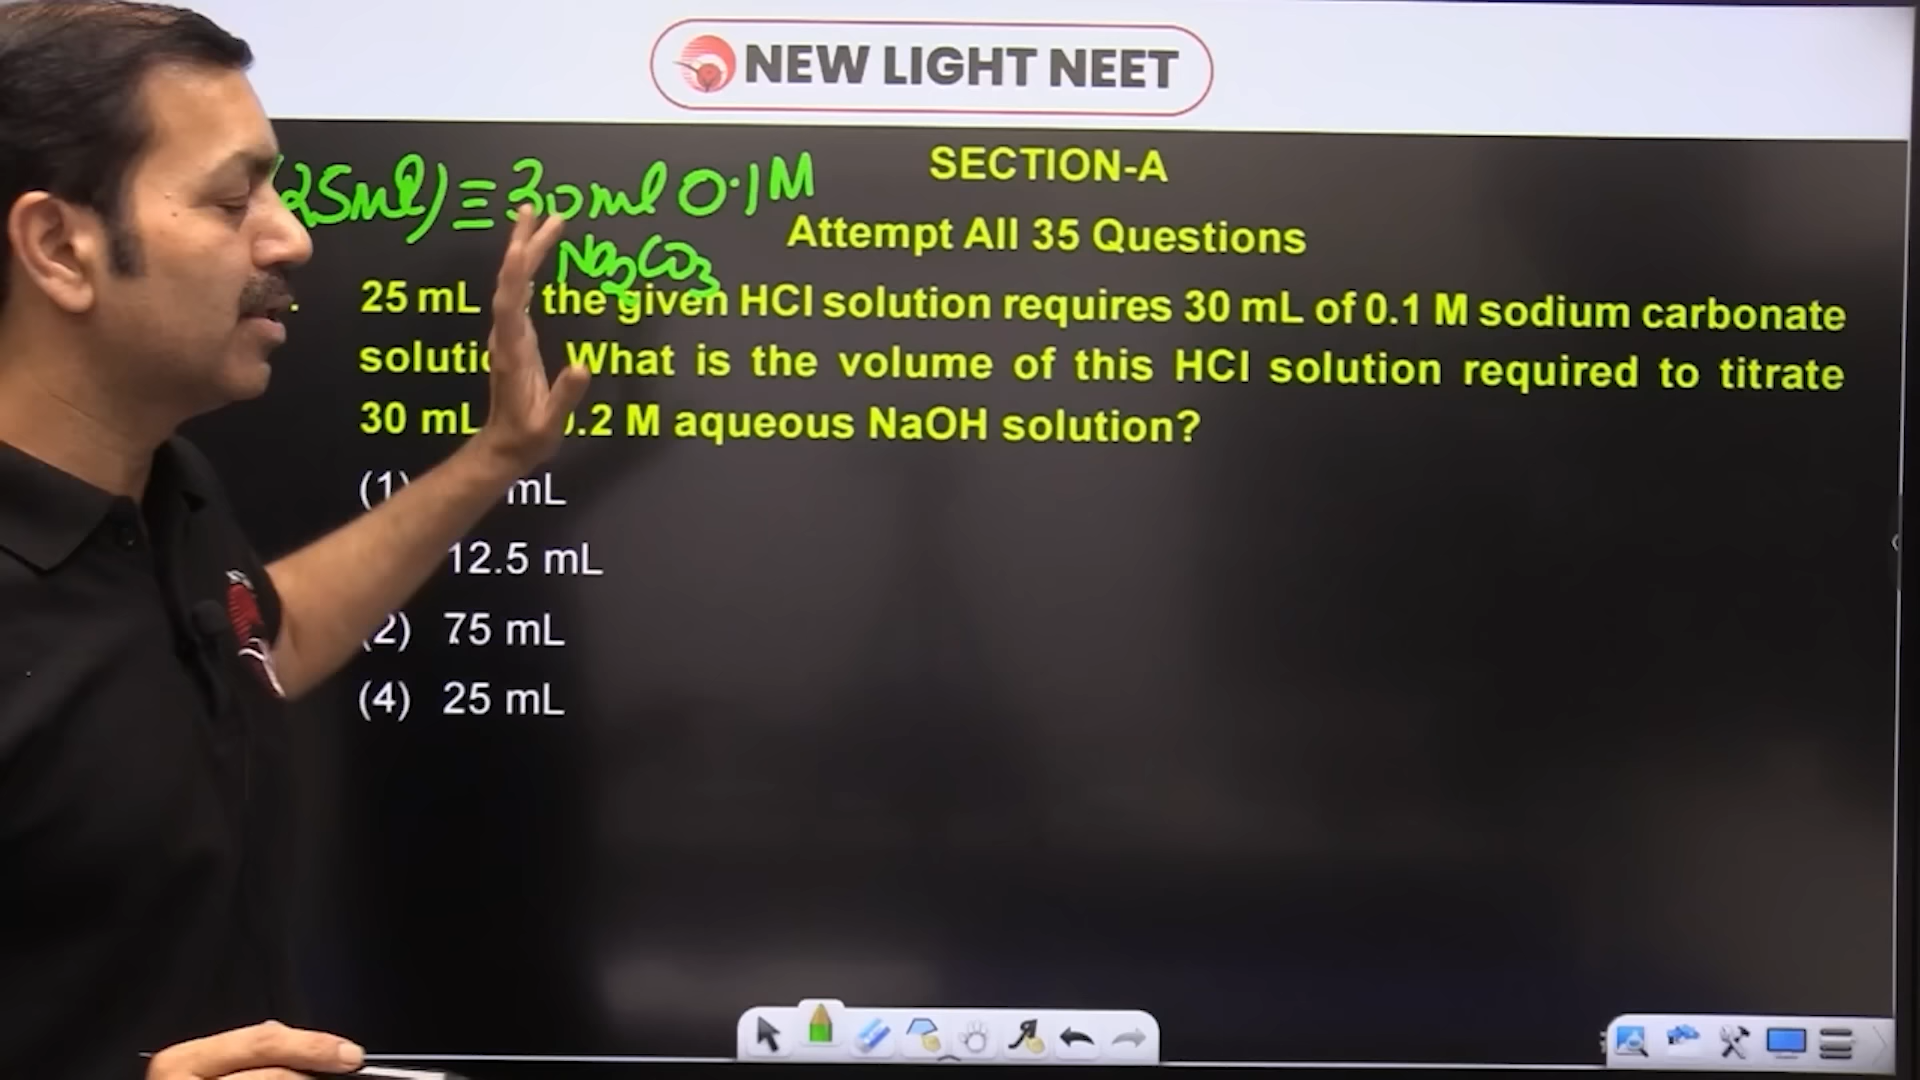 NEW LIGHT NEET
SECTION-A
25ml) ≡ 30 ml 0.1M
Na2CO3
Attempt All 35 Questions
25 mL the given HCl solution requires 30 mL of 0.1 M sodium carbonate
What is the volume of this HCl solution required to titrate
30 mL .2 M aqueous NaOH solution?
(1) mL
12.5 mL
(2) 75 mL
(4) 25 mL